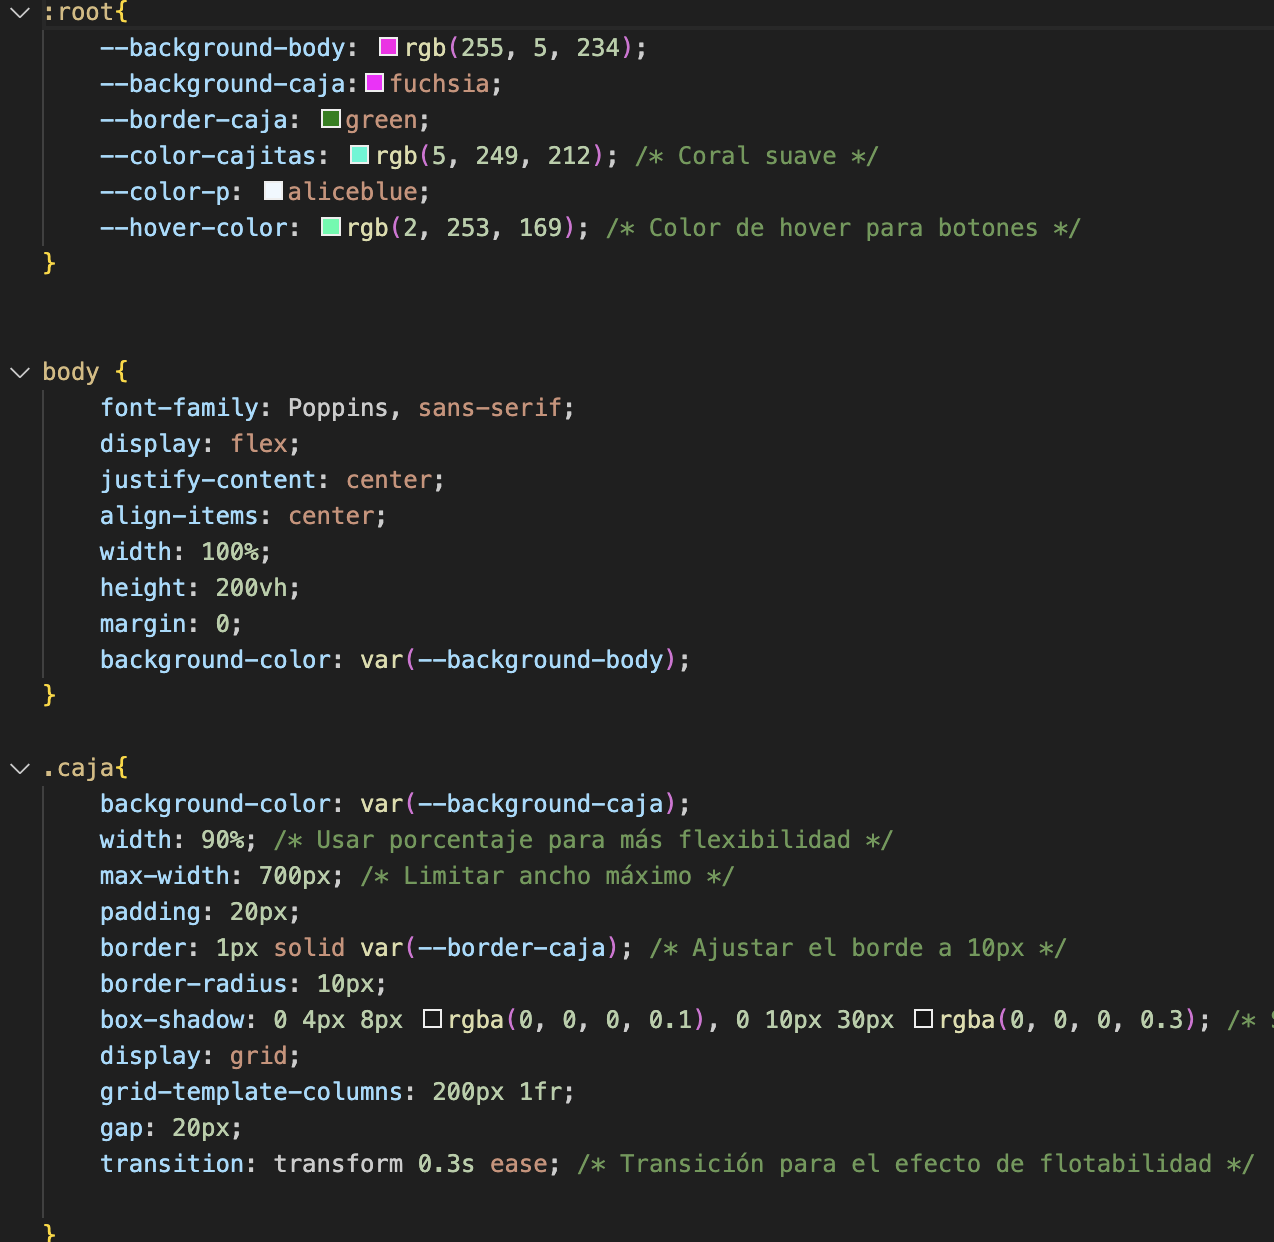 :root{
--background-body: rgb(255, 5, 234);
--background-caja:fuchsia;
--border-caja: green;
--color-cajitas: rgb(5, 249, 212); /* Coral suave */
--color-p: aliceblue;
--hover-color: rgb(2, 253, 169); /* Color de hover para botones */
}
body {
font-family: Poppins, sans-serif;
display: flex;
justify-content: center;
align-items: center;
width: 100%;
height: 200vh;
margin: 0;
background-color: var(--background-body);
}
.caja{
background-color: var(--background-caja);
width: 90%; /* Usar porcentaje para más flexibilidad */
max-width: 700px; /* Limitar ancho máximo */
padding: 20px;
border: 1px solid var(--border-caja); /* Ajustar el borde a 10px */
border-radius: 10px;
box-shadow: 0 4px 8px rgba(0, 0, 0, 0.1), 0 10px 30px rgba(0, 0, 0, 0.3); /*
display: grid;
grid-template-columns: 200px 1fr;
gap: 20px;
transition: transform 0.3s ease; /* Transición para el efecto de flotabilidad */
}